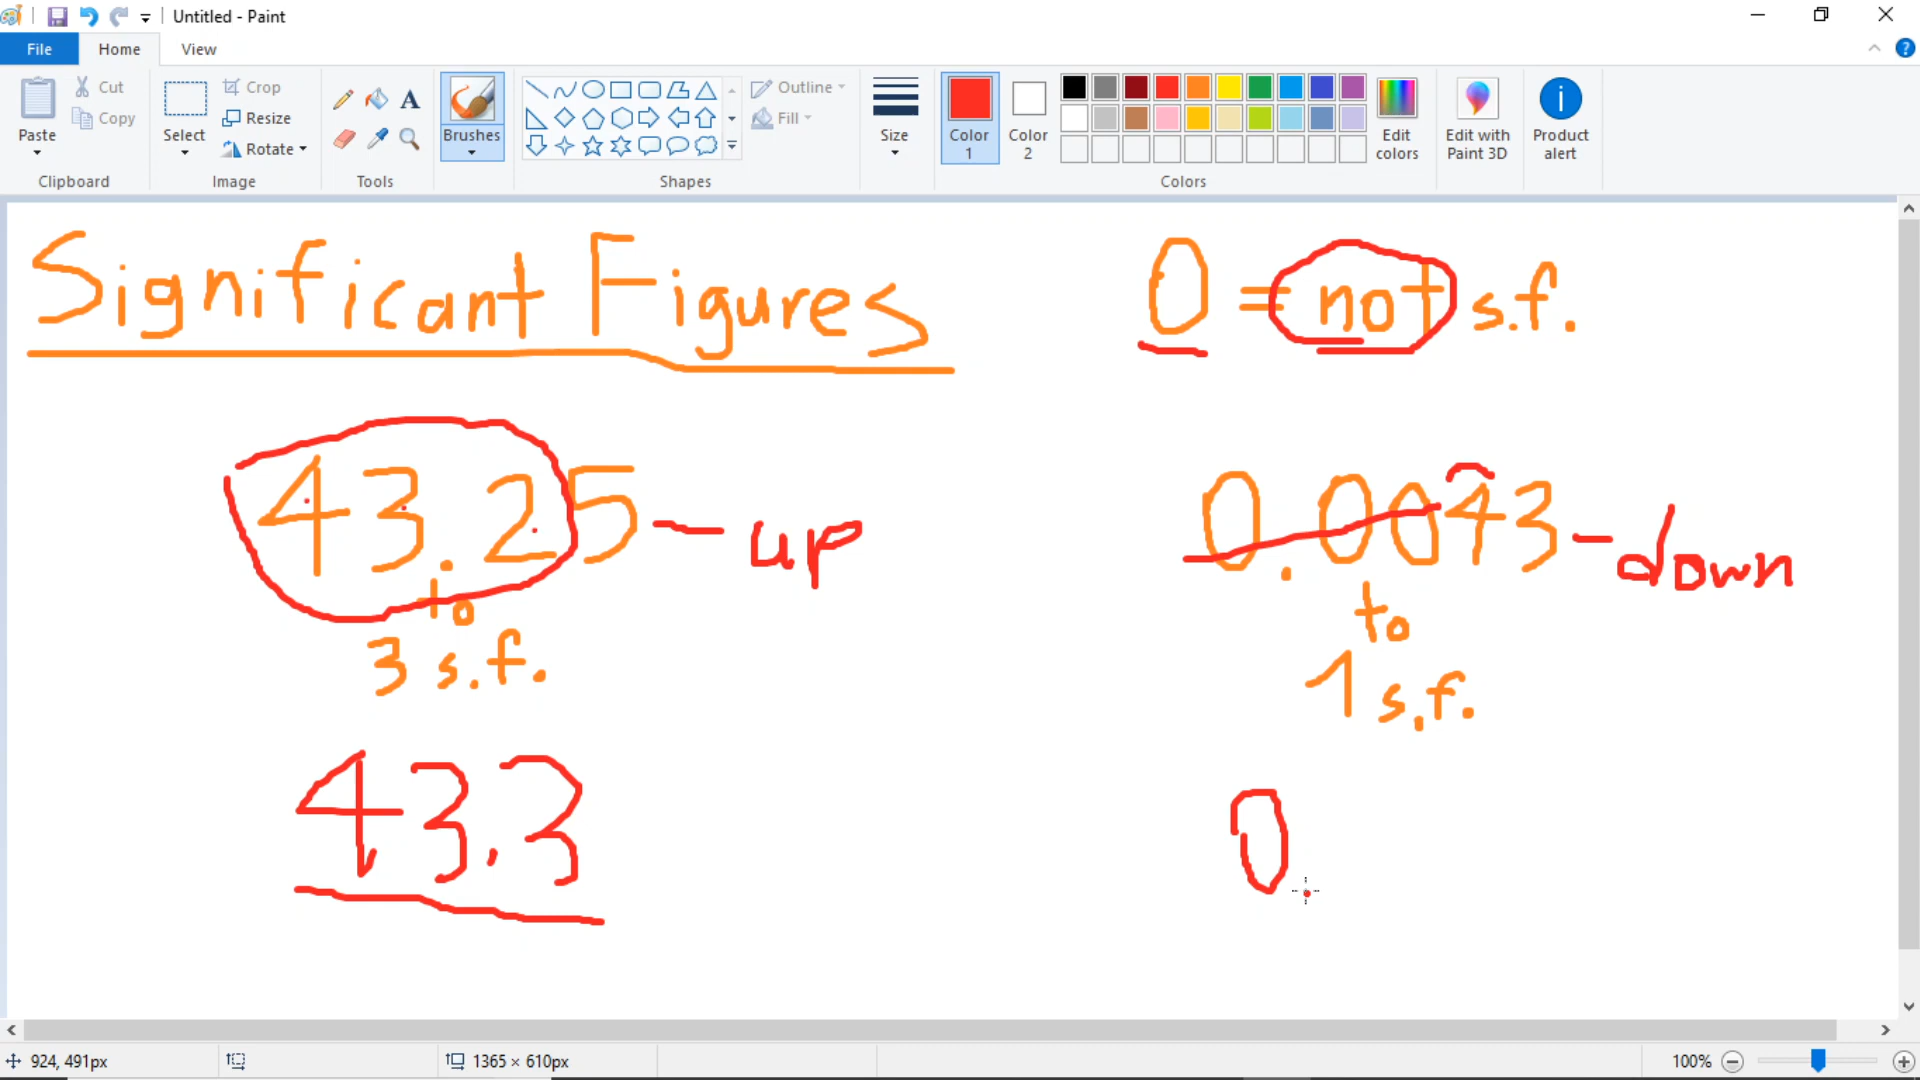 Untitled - Paint
File Home View
Paste Cut Copy Select Crop Resize Rotate Brushes Outline Fill Size Color 1 Color 2 Edit colors Edit with Paint 3D Product alert
Clipboard Image Tools Shapes Colors
Significant Figures
0 = not s.f.
43.25 - up
to
3 s.f.
43.3
0.0043 - down
to
1 s.f.
0.
924, 491px 1365 × 610px 100%